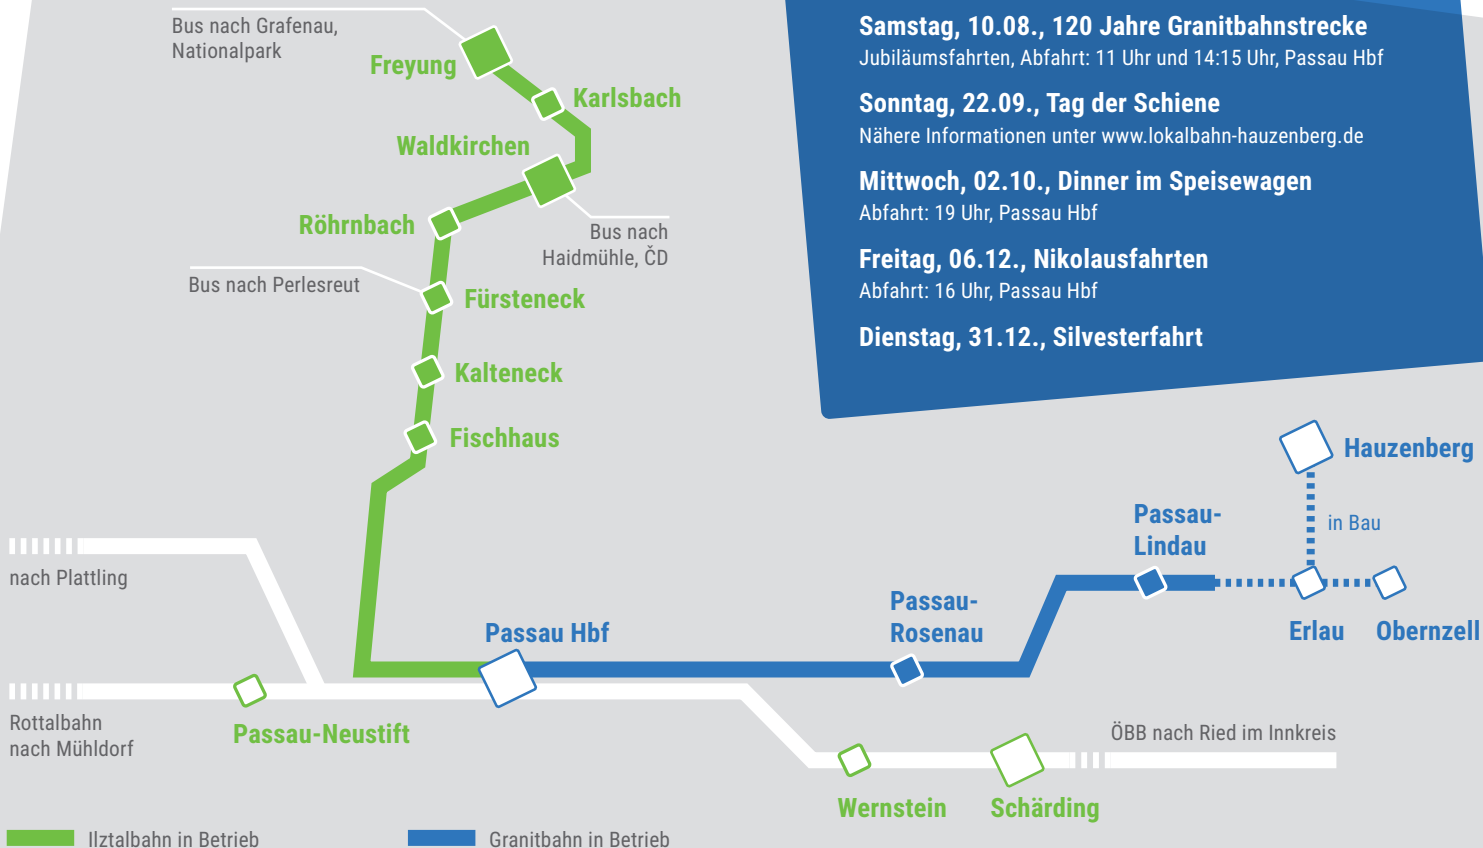 Bus nach Grafenau,
Nationalpark
Freyung
Karlsbach
Waldkirchen
Röhrnbach
Bus nach
Haidmühle, ČD
Bus nach Perlesreut
Fürsteneck
Kalteneck
Fischhaus
Samstag, 10.08., 120 Jahre Granitbahnstrecke
Jubiläumsfahrten, Abfahrt: 11 Uhr und 14:15 Uhr, Passau Hbf
Sonntag, 22.09., Tag der Schiene
Nähere Informationen unter www.lokalbahn-hauzenberg.de
Mittwoch, 02.10., Dinner im Speisewagen
Abfahrt: 19 Uhr, Passau Hbf
Freitag, 06.12., Nikolausfahrten
Abfahrt: 16 Uhr, Passau Hbf
Dienstag, 31.12., Silvesterfahrt
Hauzenberg
in Bau
Passau-
Lindau
nach Plattling
Passau Hbf
Passau-
Rosenau
Erlau
Obernzell
Rottalbahn
nach Mühldorf
Passau-Neustift
ÖBB nach Ried im Innkreis
Wernstein
Schärding
Ilztalbahn in Betrieb
Granitbahn in Betrieb